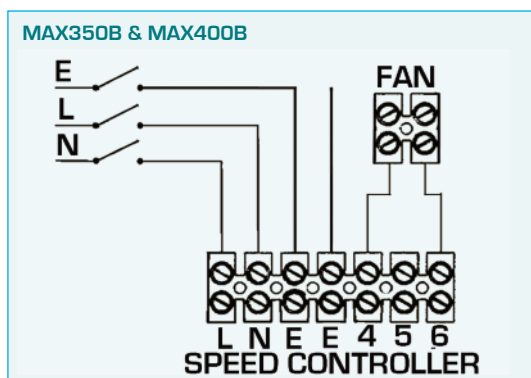 MAX350B & MAX400B
E
L
N
FAN
L N E E 4 5 6
SPEED CONTROLLER